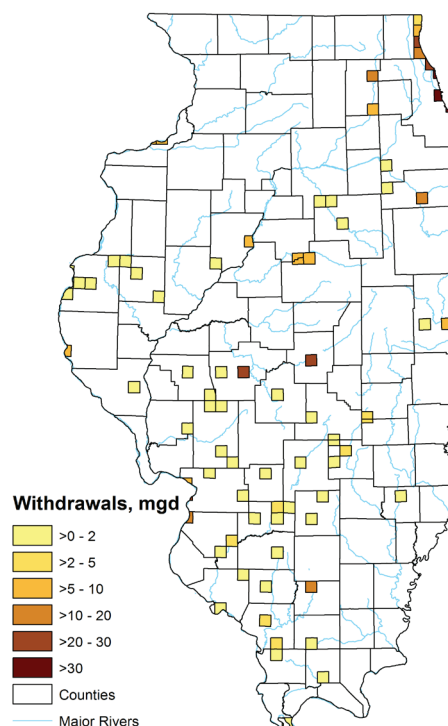 Withdrawals, mgd
>0 - 2
>2 - 5
>5 - 10
>10 - 20
>20 - 30
>30
Counties
Major Rivers